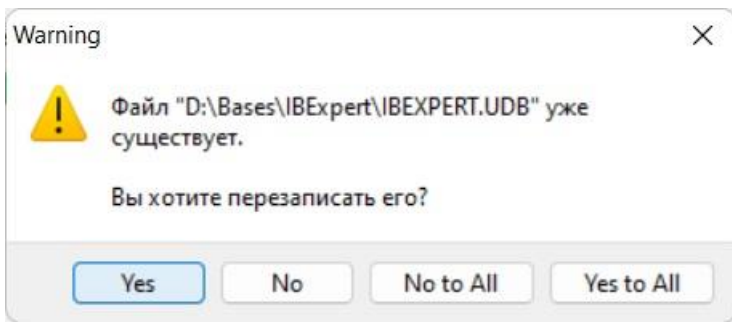 Warning
Файл "D:\Bases\IBExpert\IBEXPERT.UDB" уже
существует.
Вы хотите перезаписать его?
Yes No No to All Yes to All